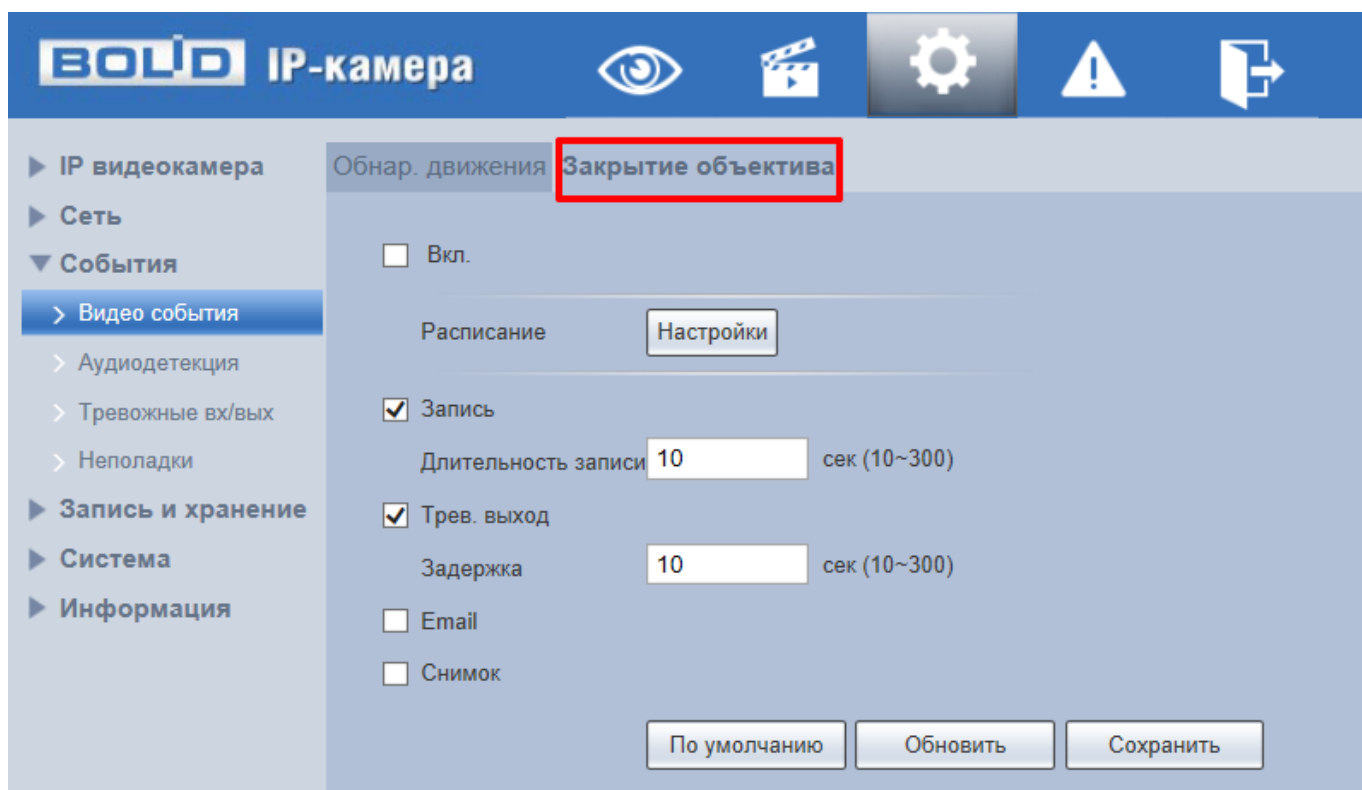 BOLID IP-камера
IP видеокамера
Сеть
События
Видео события
Аудиодетекция
Тревожные вх/вых
Неполадки
Запись и хранение
Система
Информация
Обнар. движения Закрытие объектива
Вкл.
Расписание Настройки
Запись
Длительность записи 10 сек (10~300)
Трев. выход
Задержка 10 сек (10~300)
Email
Снимок
По умолчанию Обновить Сохранить